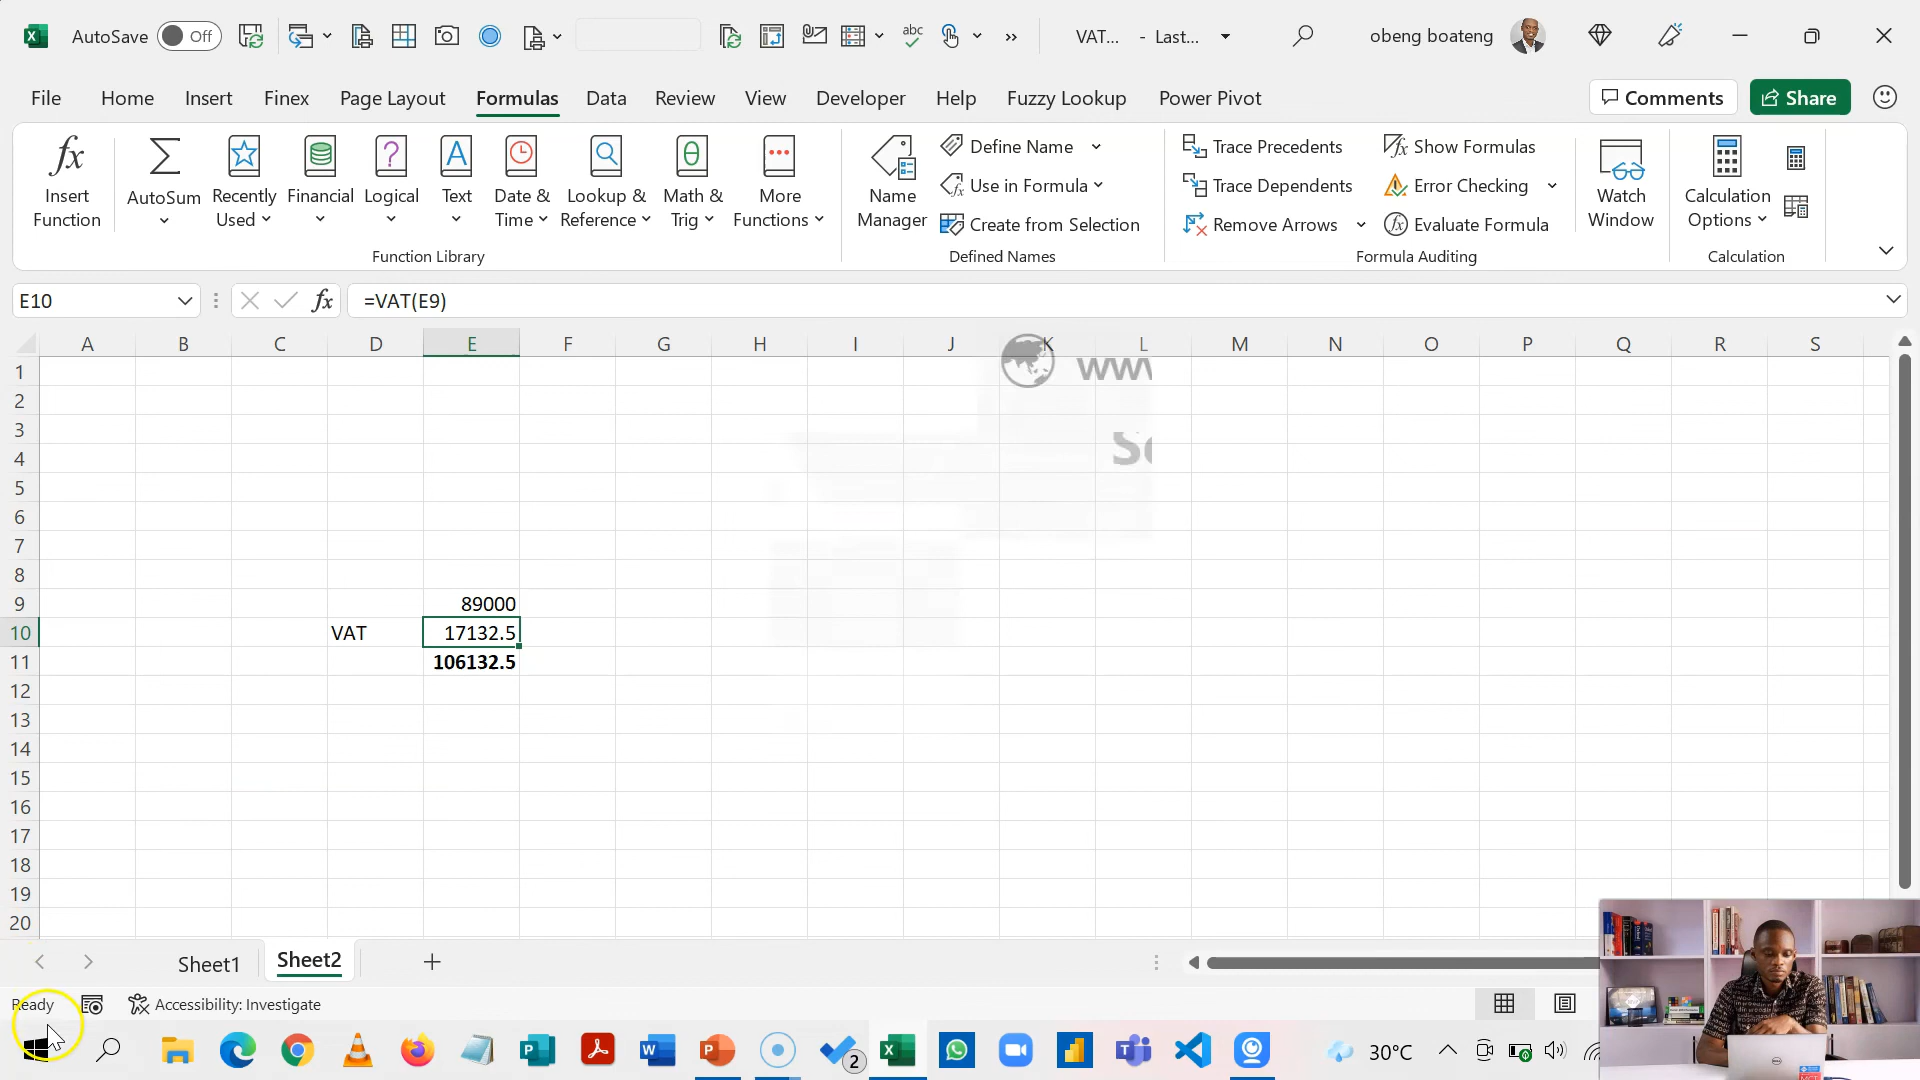 AutoSave Off VAT... - Last... obeng boateng
File Home Insert Finex Page Layout Formulas Data Review View Developer Help Fuzzy Lookup Power Pivot Comments Share
Insert Function
AutoSum
Recently Used
Financial
Logical
Text
Date & Time
Lookup & Reference
Math & Trig
More Functions
Function Library
Name Manager
Define Name
Use in Formula
Create from Selection
Defined Names
Trace Precedents
Trace Dependents
Remove Arrows
Show Formulas
Error Checking
Evaluate Formula
Formula Auditing
Watch Window
Calculation Options
Calculation
E10 fx =VAT(E9)
A B C D E F G H I J K L M N O P Q R S
1
2
3
4
5
6
7
8
9 89000
10 VAT 17132.5
11 106132.5
12
13
14
15
16
17
18
19
20
Sheet1 Sheet2
Ready Accessibility: Investigate
2 30°C